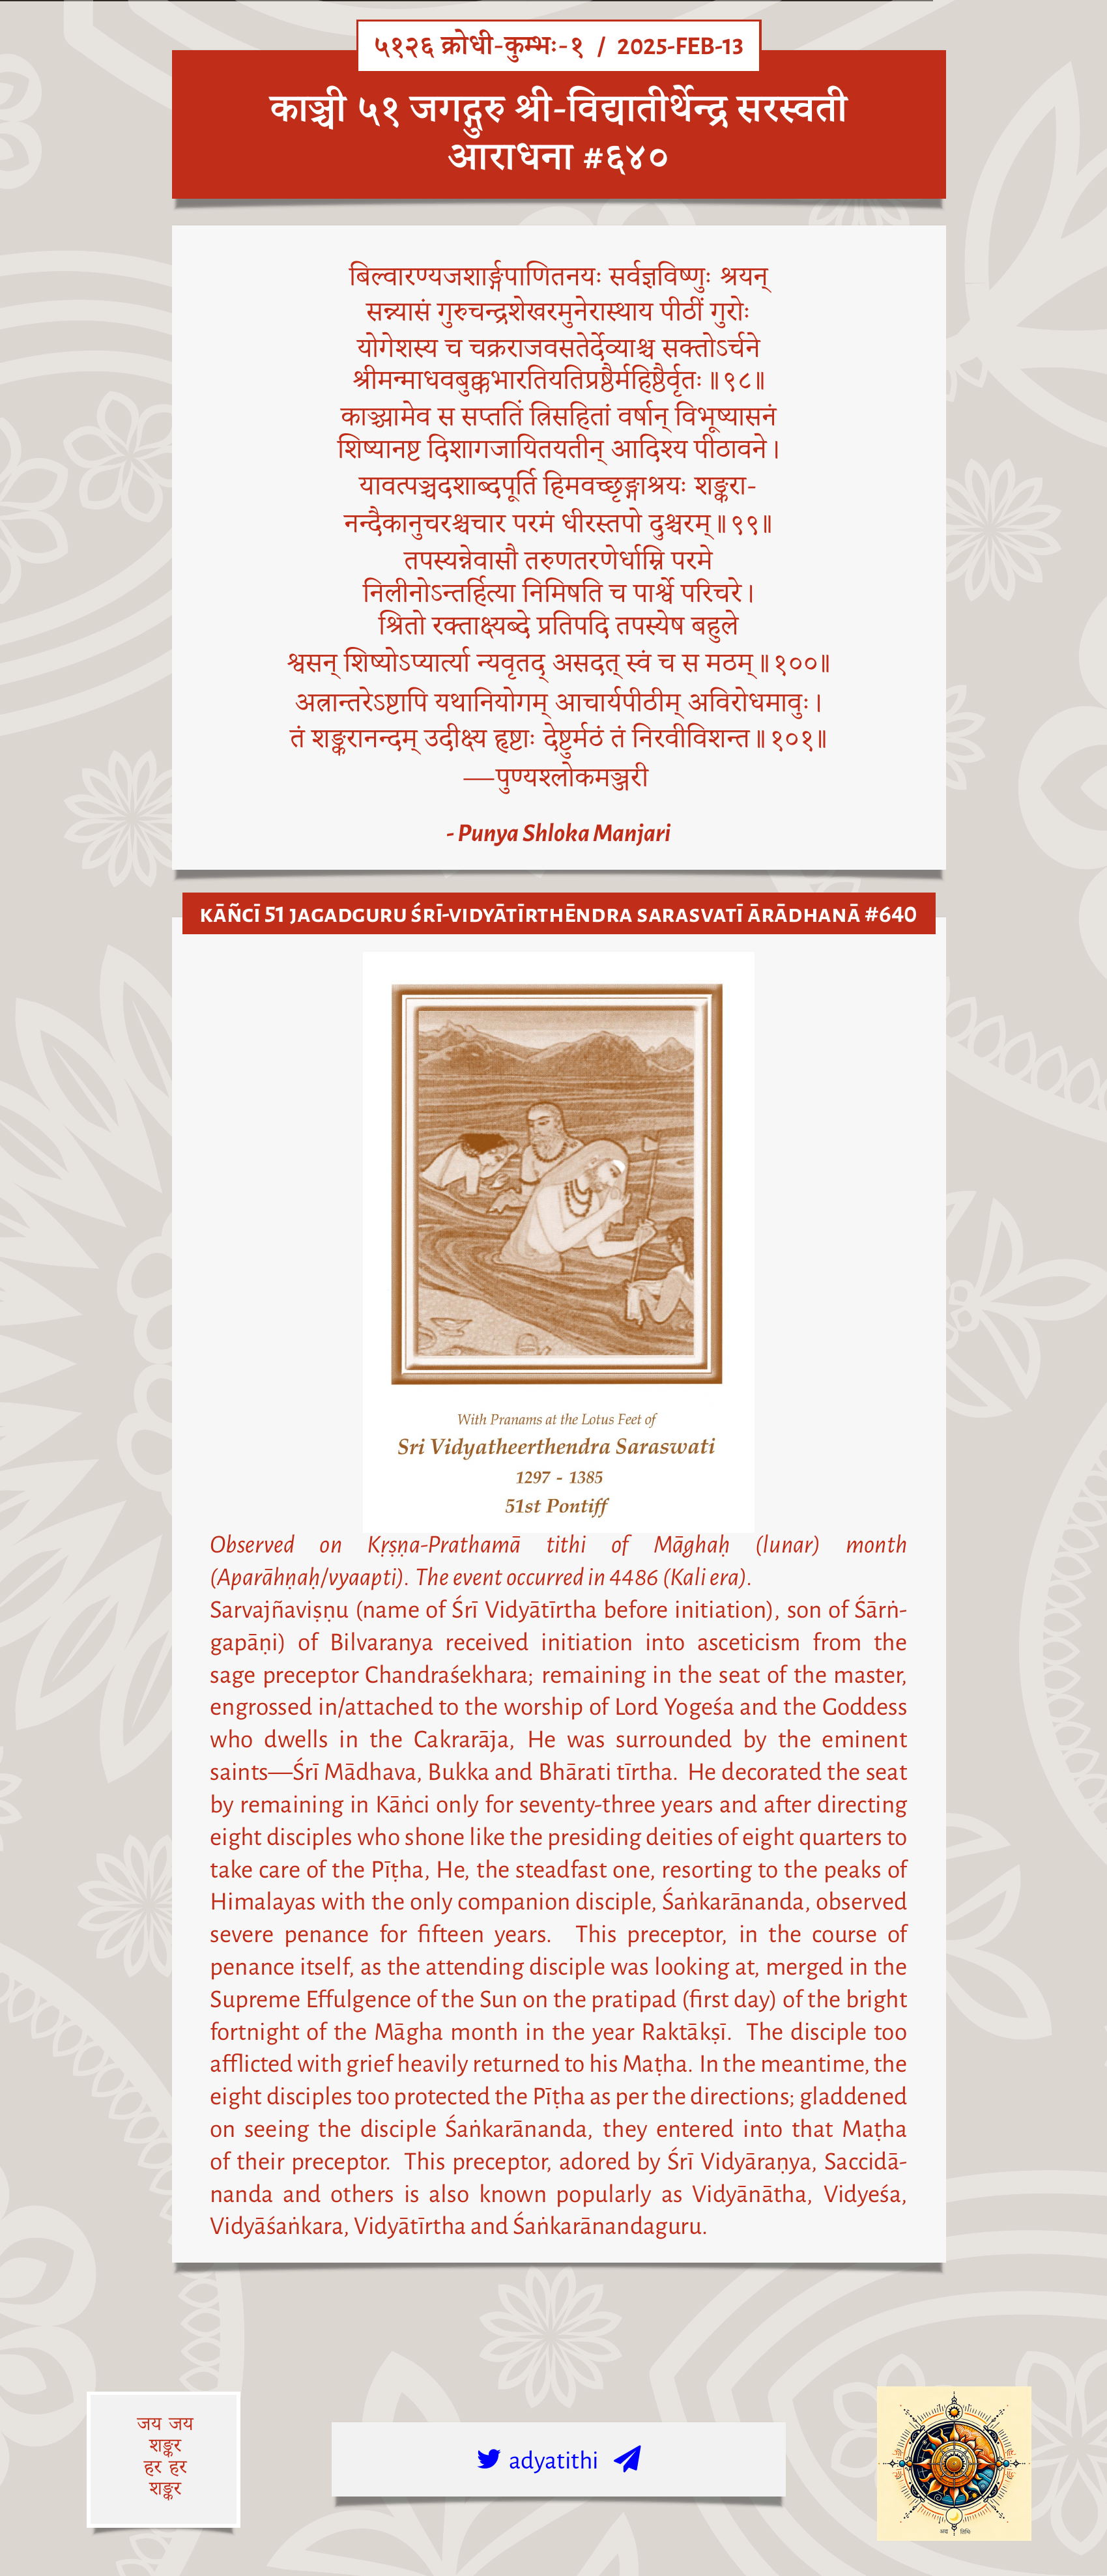 ५१२६ क्रोधी-कुम्भः-१ / 2025-FEB-13
काञ्ची ५१ जगद्गुरु श्री-विद्यातीर्थेन्द्र सरस्वती
आराधना #६४०
बिल्वारण्यजशार्ङ्गपाणितनयः सर्वज्ञविष्णुः श्रयन्
सन्न्यासं गुरुचन्द्रशेखरमुनेरास्थाय पीठीं गुरोः
योगेशस्य च चक्रराजवसतेर्देव्याश्च सक्तोऽर्चने
श्रीमन्माधवबुक्कभारतियतिप्रष्ठैर्महिष्ठैर्वृतः॥९८॥
काञ्च्यामेव स सप्ततिं त्रिसहितां वर्षान् विभूष्यासनं
शिष्यानष्ट दिशागजायितयतीन् आदिश्य पीठावने।
यावत्पञ्चदशाब्दपूर्ति हिमवच्छृङ्गाश्रयः शङ्करा-
नन्दैकानुचरश्चचार परमं धीरस्तपो दुश्चरम्॥९९॥
तपस्यन्नेवासौ तरुणतरणेर्धाम्नि परमे
निलीनोऽन्तर्हित्या निमिषति च पार्श्वे परिचरे।
श्रितो रक्ताक्ष्यब्दे प्रतिपदि तपस्येष बहुले
श्वसन् शिष्योऽप्यार्त्या न्यवृतद् असदत् स्वं च स मठम्॥१००॥
अत्रान्तरेऽष्टापि यथानियोगम् आचार्यपीठीम् अविरोधमावुः।
तं शङ्करानन्दम् उदीक्ष्य हृष्टाः देष्टुर्मठं तं निरवीविशन्त॥१०१॥
—पुण्यश्लोकमञ्जरी
- Punya Shloka Manjari
KĀÑCĪ 51 JAGADGURU ŚRĪ-VIDYĀTĪRTHĒNDRA SARASVATĪ ĀRĀDHANĀ #640
With Pranams at the Lotus Feet of
Sri Vidyatheerthendra Saraswati
1297 - 1385
51st Pontiff
Observed on Kṛṣṇa-Prathamā tithi of Māghaḥ (lunar) month
(Aparāhṇaḥ/vyaapti). The event occurred in 4486 (Kali era).
Sarvajñaviṣṇu (name of Śrī Vidyātīrtha before initiation), son of Śārṅ-
gapāṇi) of Bilvaranya received initiation into asceticism from the
sage preceptor Chandraśekhara; remaining in the seat of the master,
engrossed in/attached to the worship of Lord Yogeśa and the Goddess
who dwells in the Cakrarāja, He was surrounded by the eminent
saints—Śrī Mādhava, Bukka and Bhārati tīrtha. He decorated the seat
by remaining in Kāṅci only for seventy-three years and after directing
eight disciples who shone like the presiding deities of eight quarters to
take care of the Pīṭha, He, the steadfast one, resorting to the peaks of
Himalayas with the only companion disciple, Śaṅkarānanda, observed
severe penance for fifteen years. This preceptor, in the course of
penance itself, as the attending disciple was looking at, merged in the
Supreme Effulgence of the Sun on the pratipad (first day) of the bright
fortnight of the Māgha month in the year Raktākṣī. The disciple too
afflicted with grief heavily returned to his Maṭha. In the meantime, the
eight disciples too protected the Pīṭha as per the directions; gladdened
on seeing the disciple Śaṅkarānanda, they entered into that Maṭha
of their preceptor. This preceptor, adored by Śrī Vidyāraṇya, Saccidā-
nanda and others is also known popularly as Vidyānātha, Vidyeśa,
Vidyāśaṅkara, Vidyātīrtha and Śaṅkarānandaguru.
जय जय
शङ्कर
हर हर
शङ्कर
adyatithi